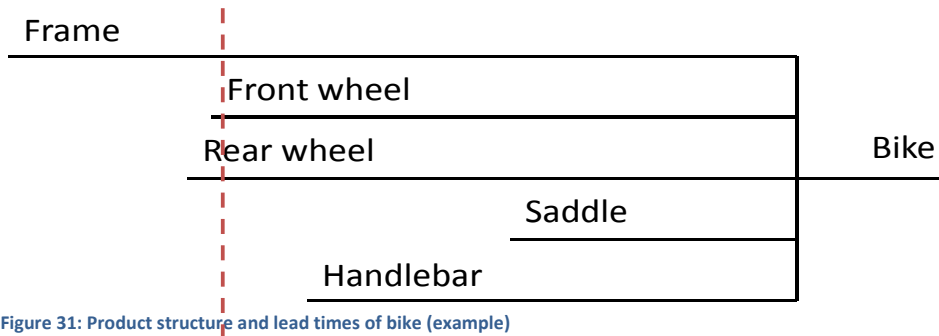 Frame
Front wheel
Rear wheel
Bike
Saddle
Handlebar
Figure 31: Product structure and lead times of bike (example)